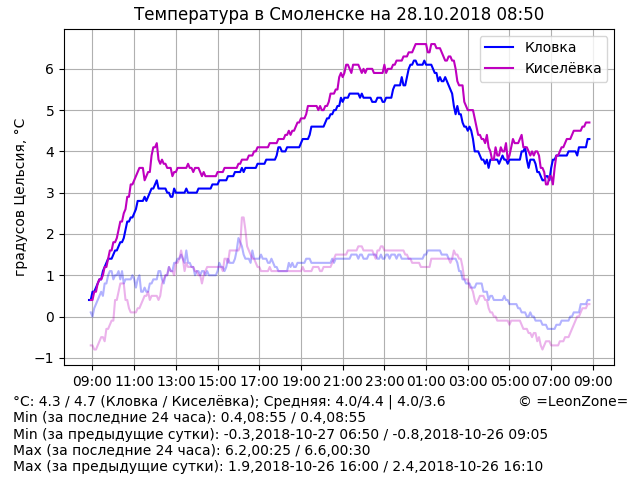 Температура в Смоленске на 28.10.2018 08:50
Кловка
Киселёвка
градусов Цельсия, °C
6
5
4
3
2
1
0
−1
09:00 11:00 13:00 15:00 17:00 19:00 21:00 23:00 01:00 03:00 05:00 07:00 09:00
°C: 4.3 / 4.7 (Кловка / Киселёвка); Средняя: 4.0/4.4 | 4.0/3.6 © =LeonZone=
Min (за последние 24 часа): 0.4,08:55 / 0.4,08:55
Min (за предыдущие сутки): -0.3,2018-10-27 06:50 / -0.8,2018-10-26 09:05
Max (за последние 24 часа): 6.2,00:25 / 6.6,00:30
Max (за предыдущие сутки): 1.9,2018-10-26 16:00 / 2.4,2018-10-26 16:10